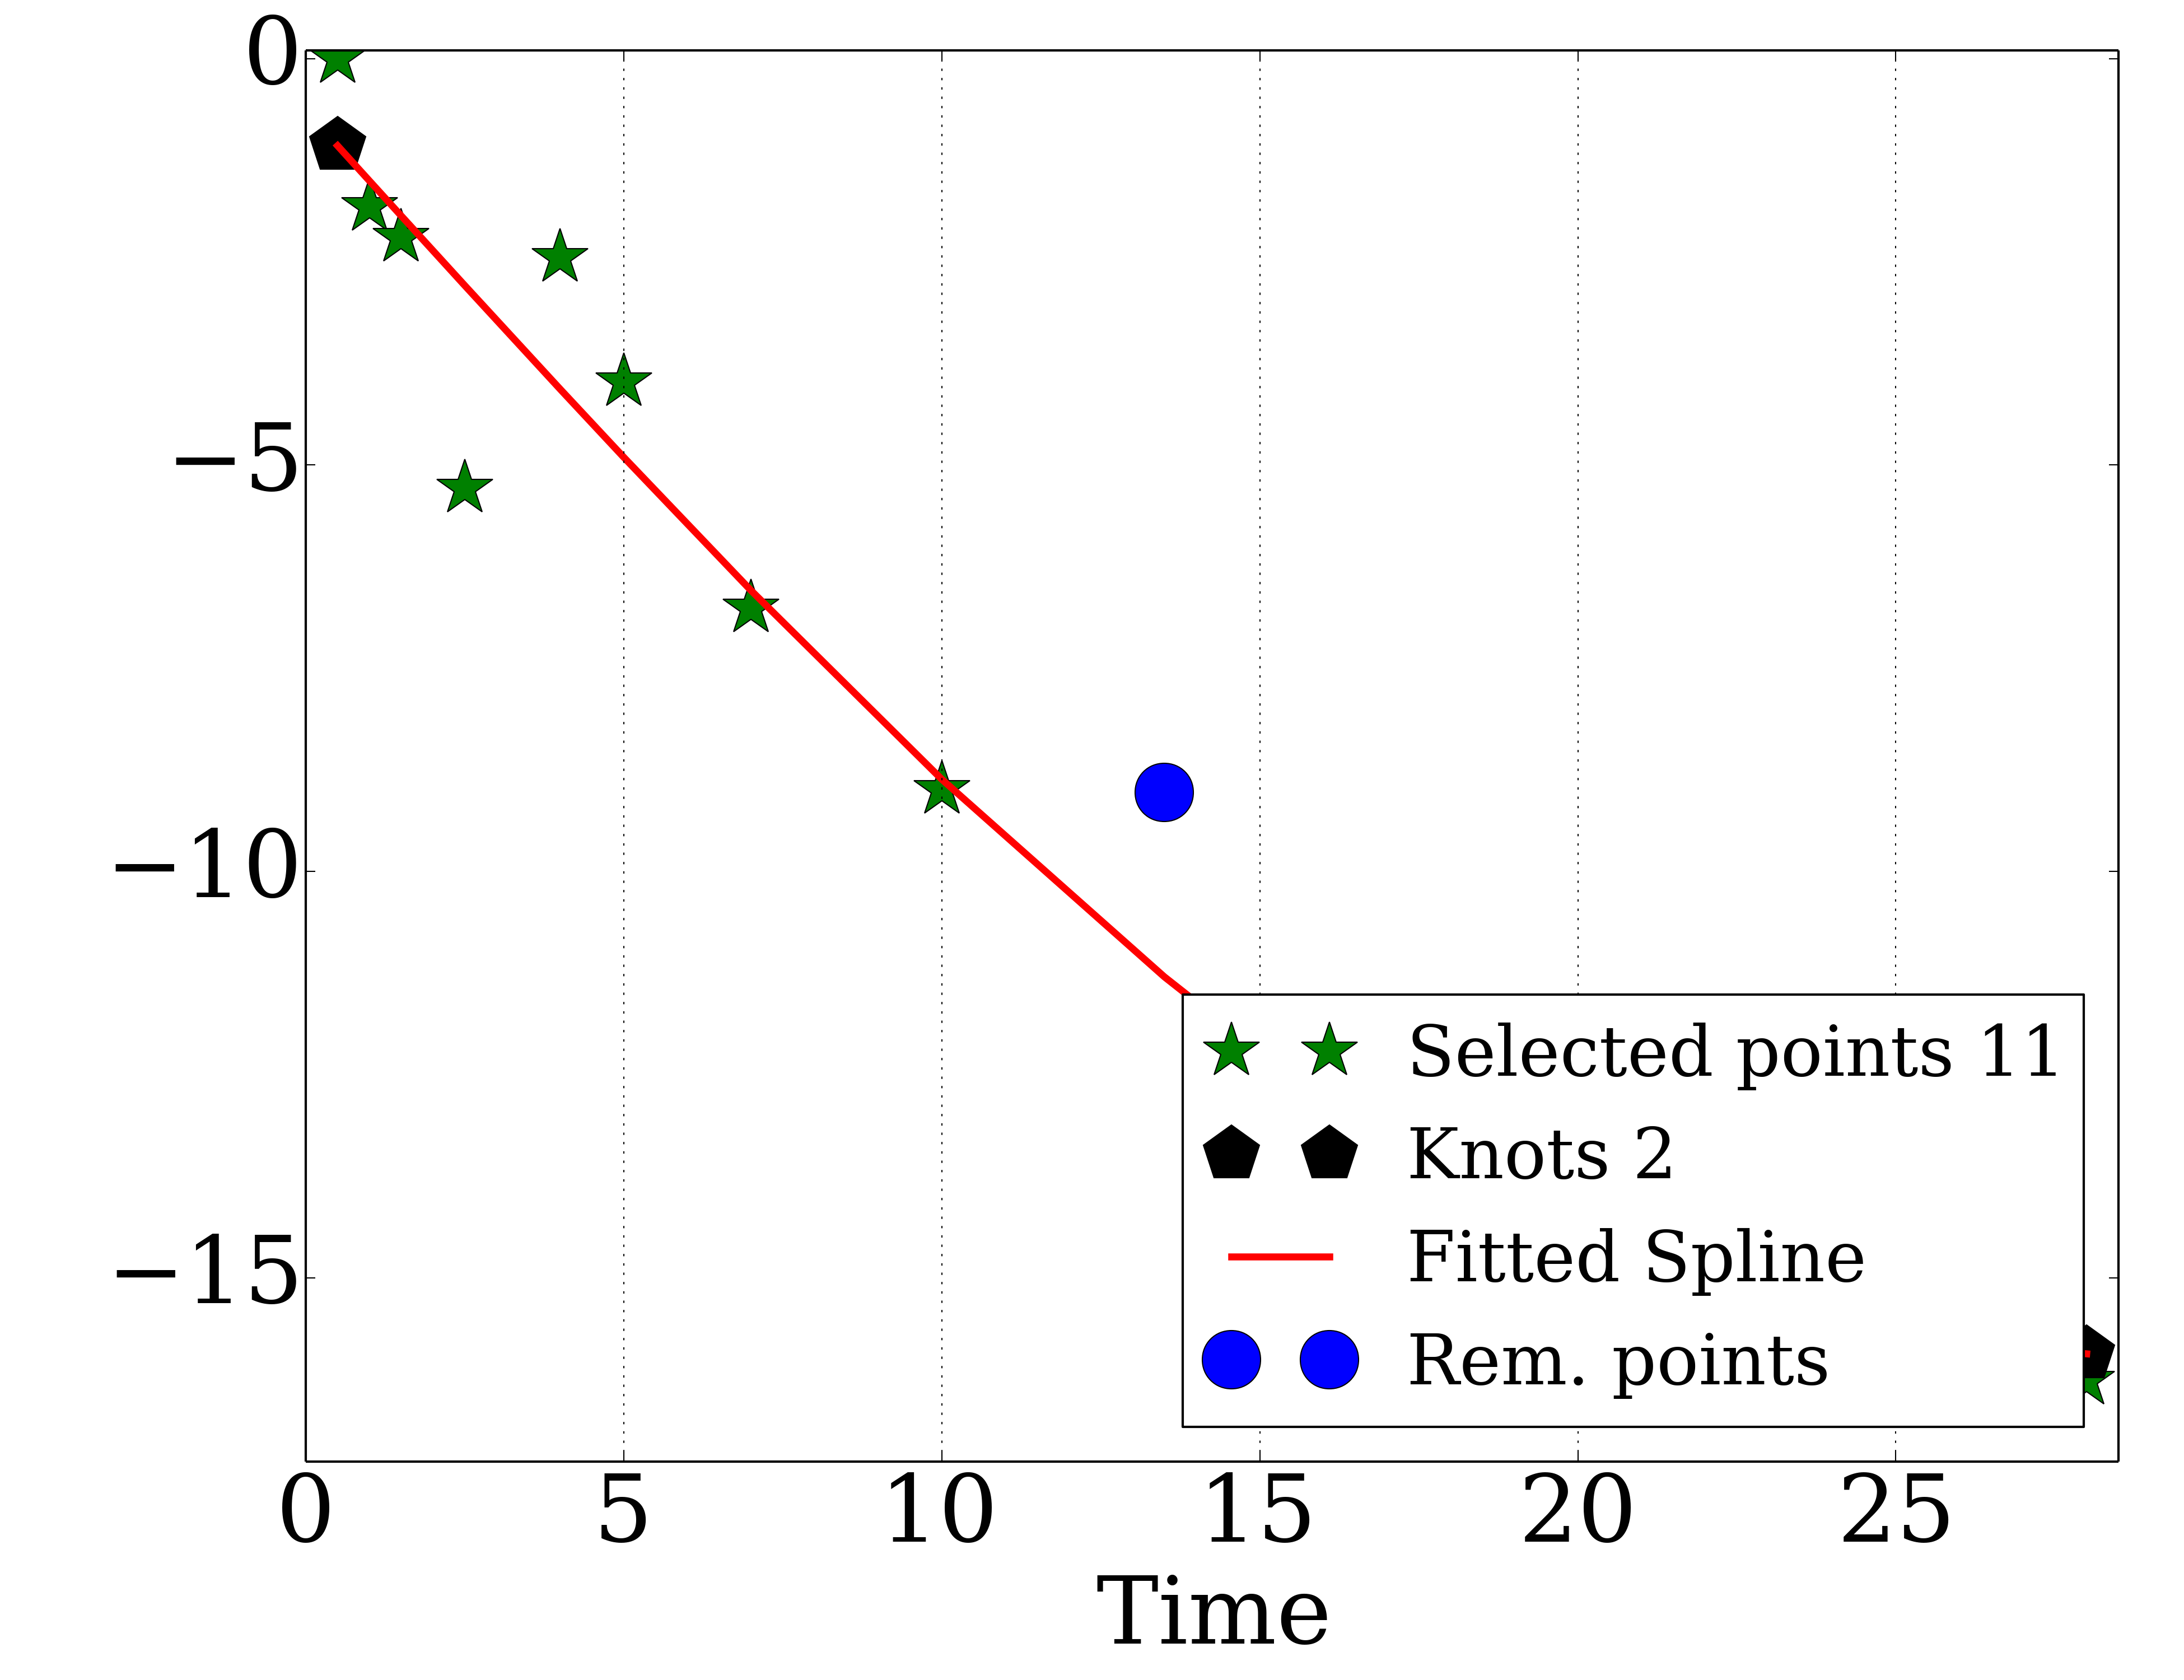 0
−5
−10
−15
Selected points 11
Knots 2
Fitted Spline
Rem. points
0 5 10 15 20 25
Time